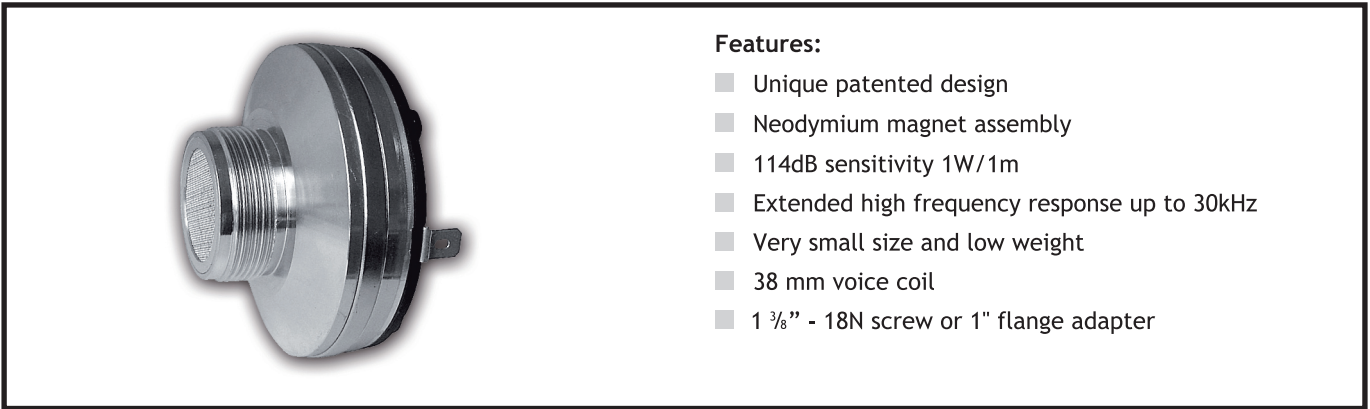 Features:
Unique patented design
Neodymium magnet assembly
114dB sensitivity 1W/1m
Extended high frequency response up to 30kHz
Very small size and low weight
38 mm voice coil
1 ³⁄₈” - 18N screw or 1" flange adapter